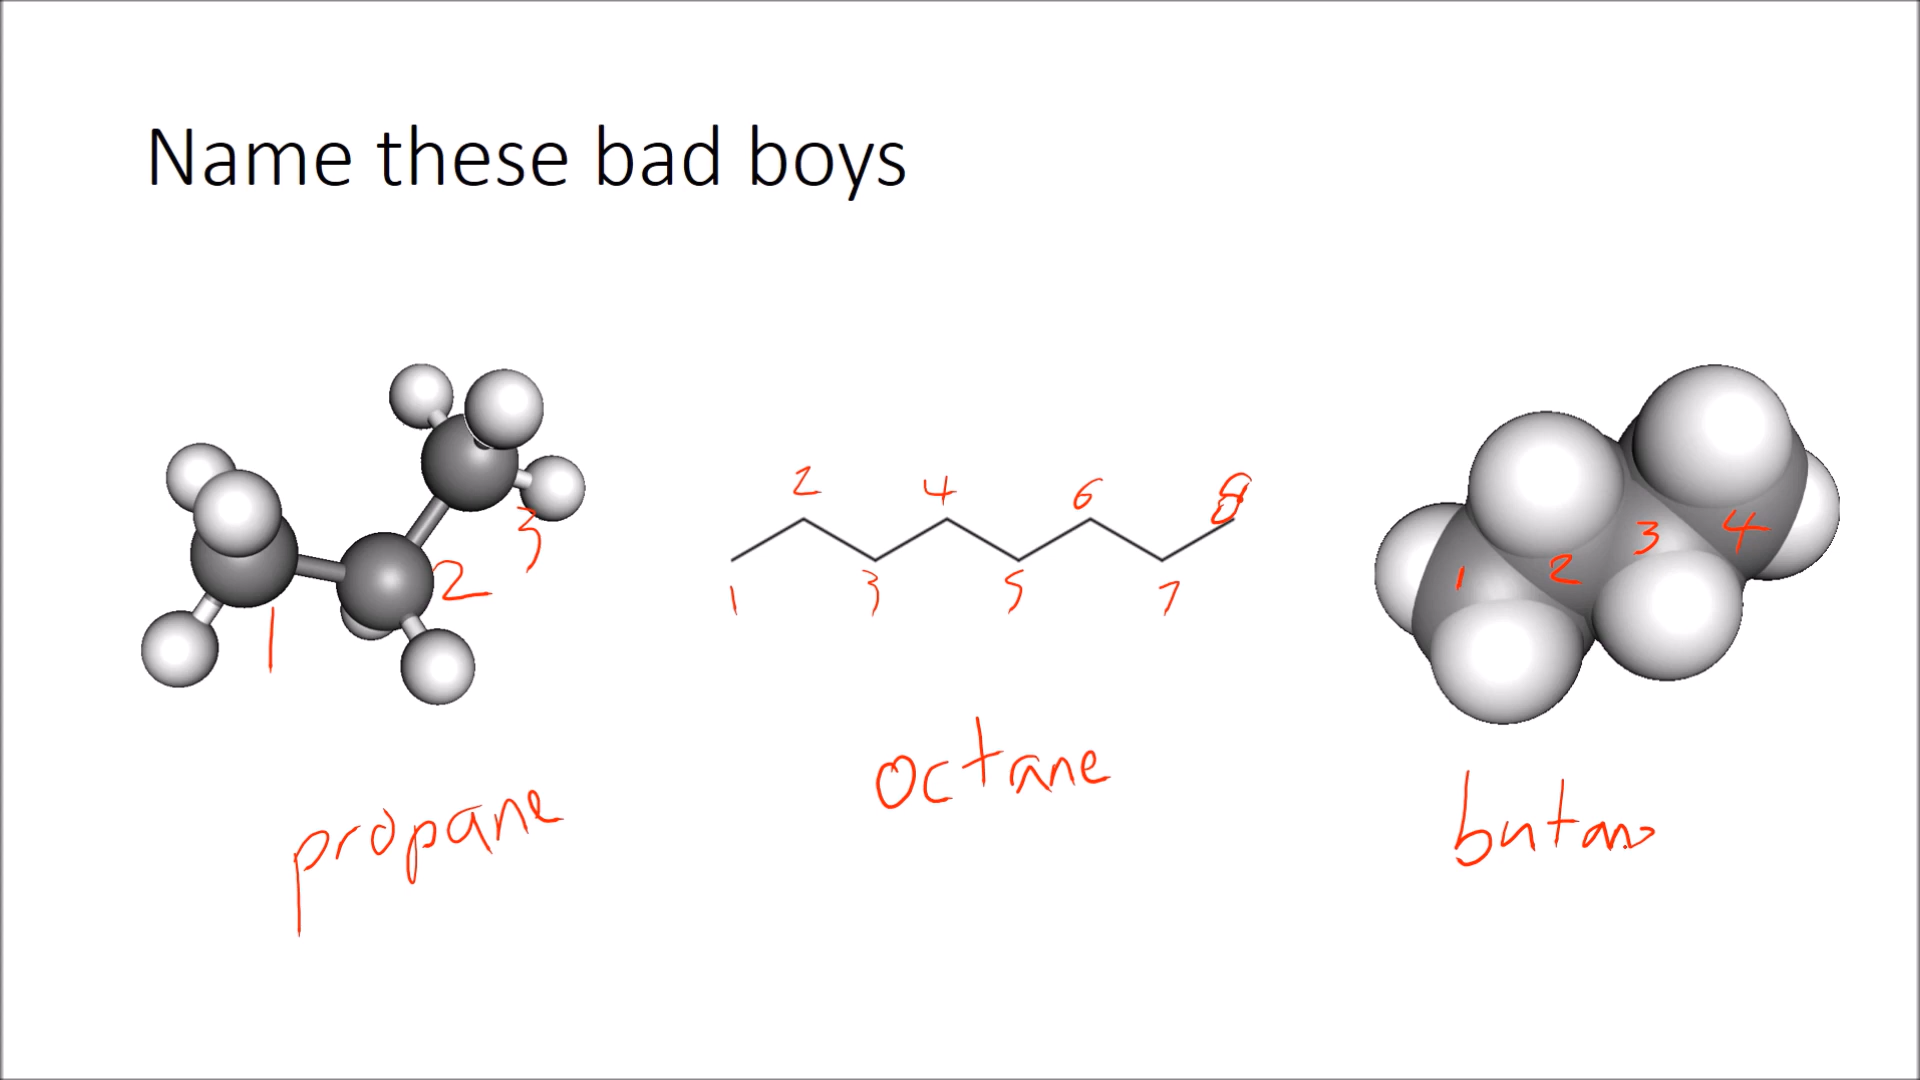 Name these bad boys
1
2
3
propane
2 4 6 8
1 3 5 7
octane
1 2 3 4
butane